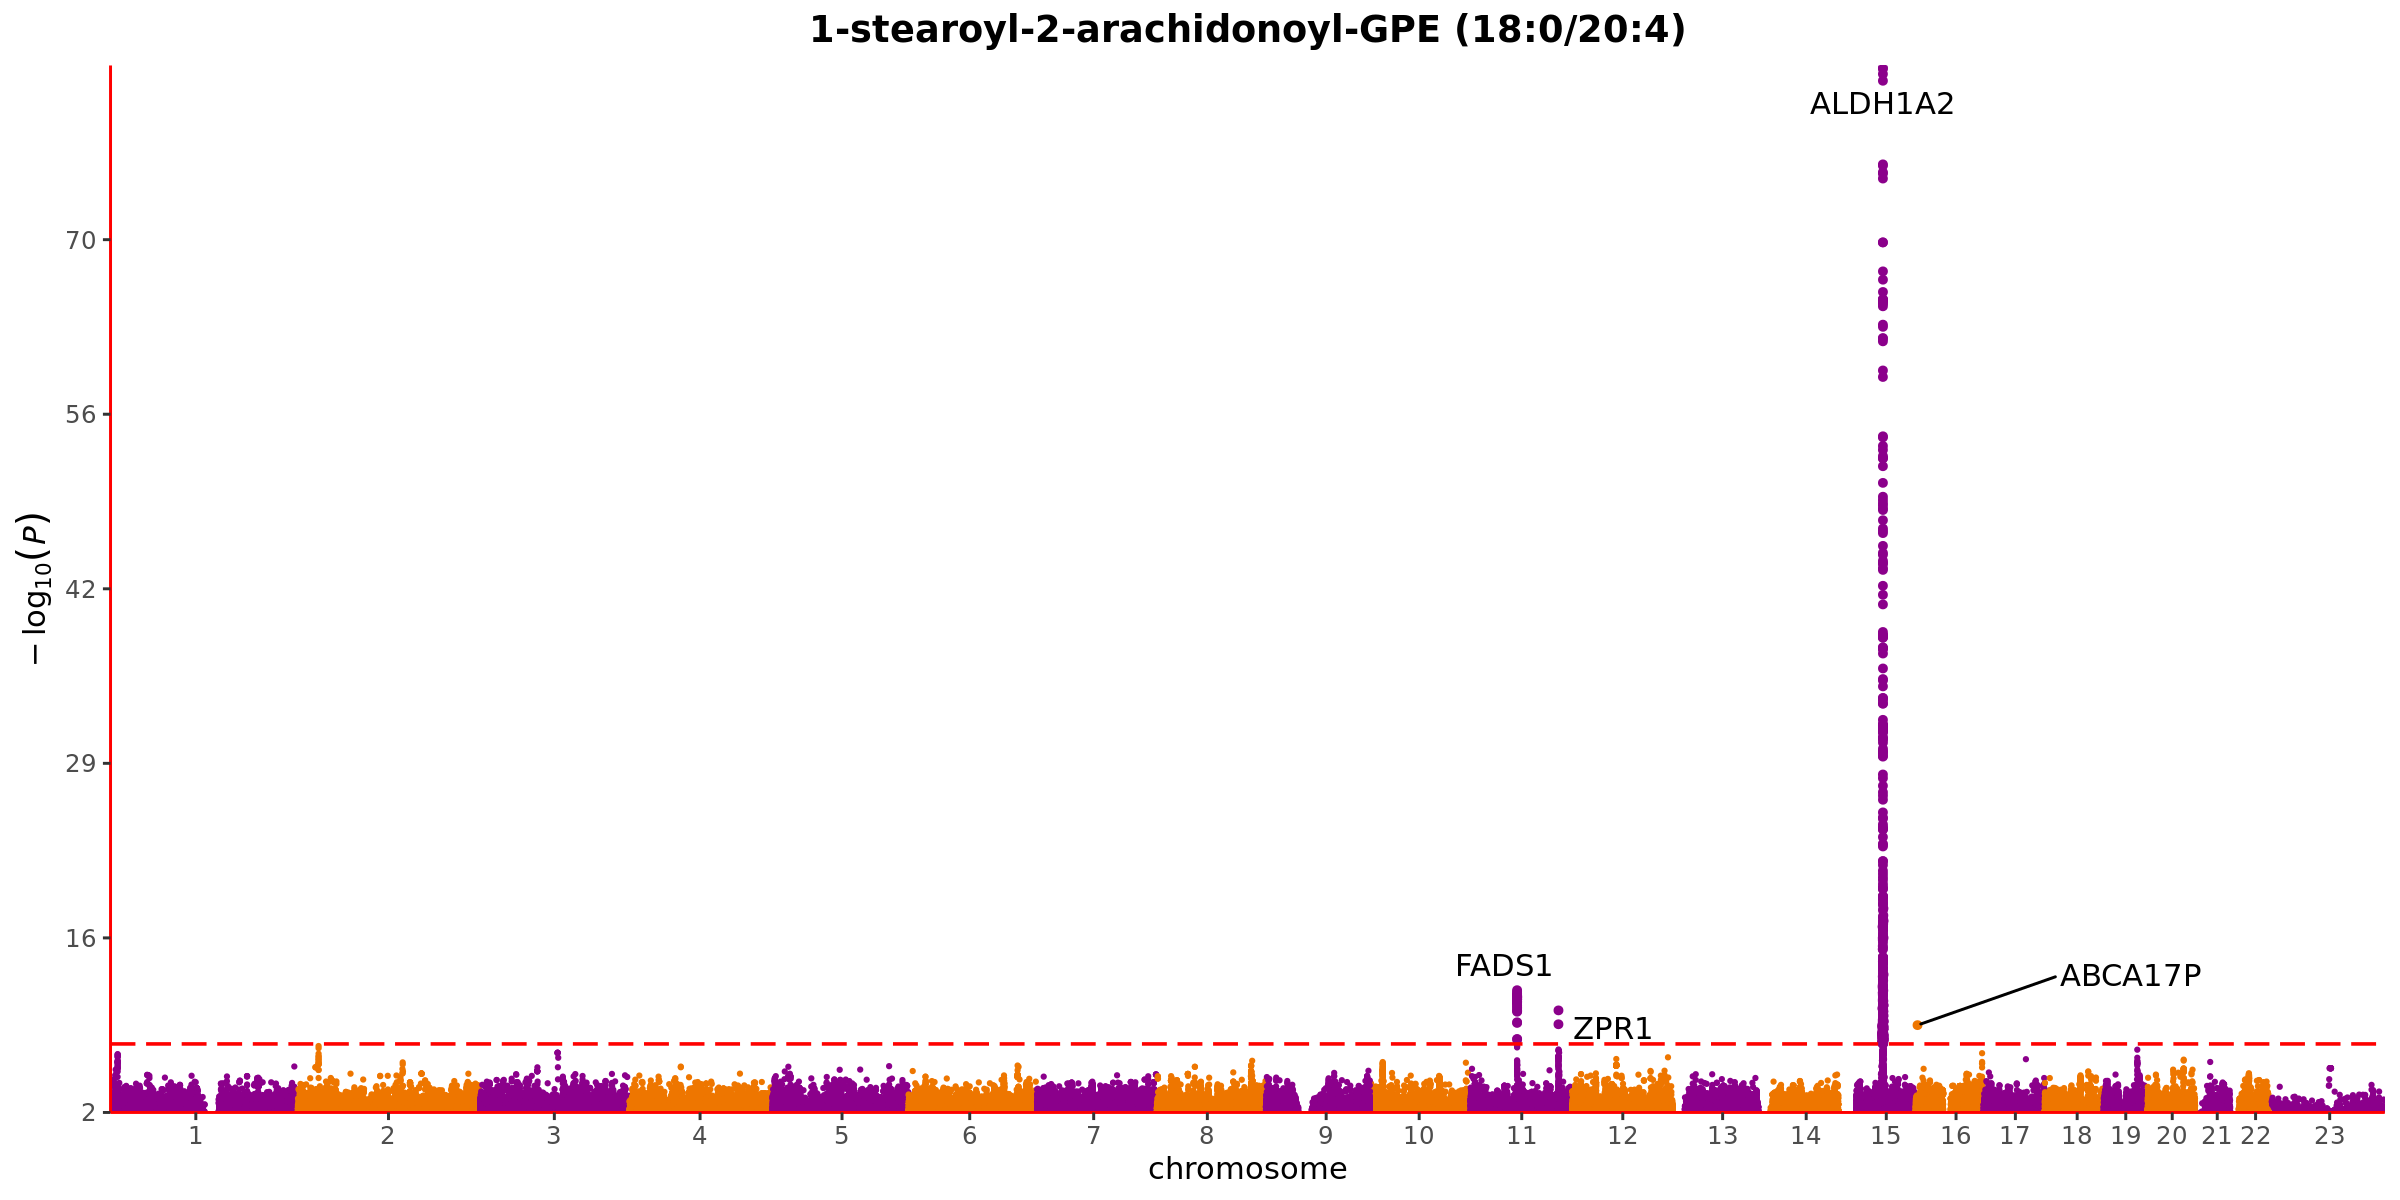 1-stearoyl-2-arachidonoyl-GPE (18:0/20:4)
ALDH1A2
70
56
42
29
16
2
− log10(P)
FADS1
ZPR1
ABCA17P
1 2 3 4 5 6 7 8 9 10 11 12 13 14 15 16 17 18 19 20 21 22 23
chromosome